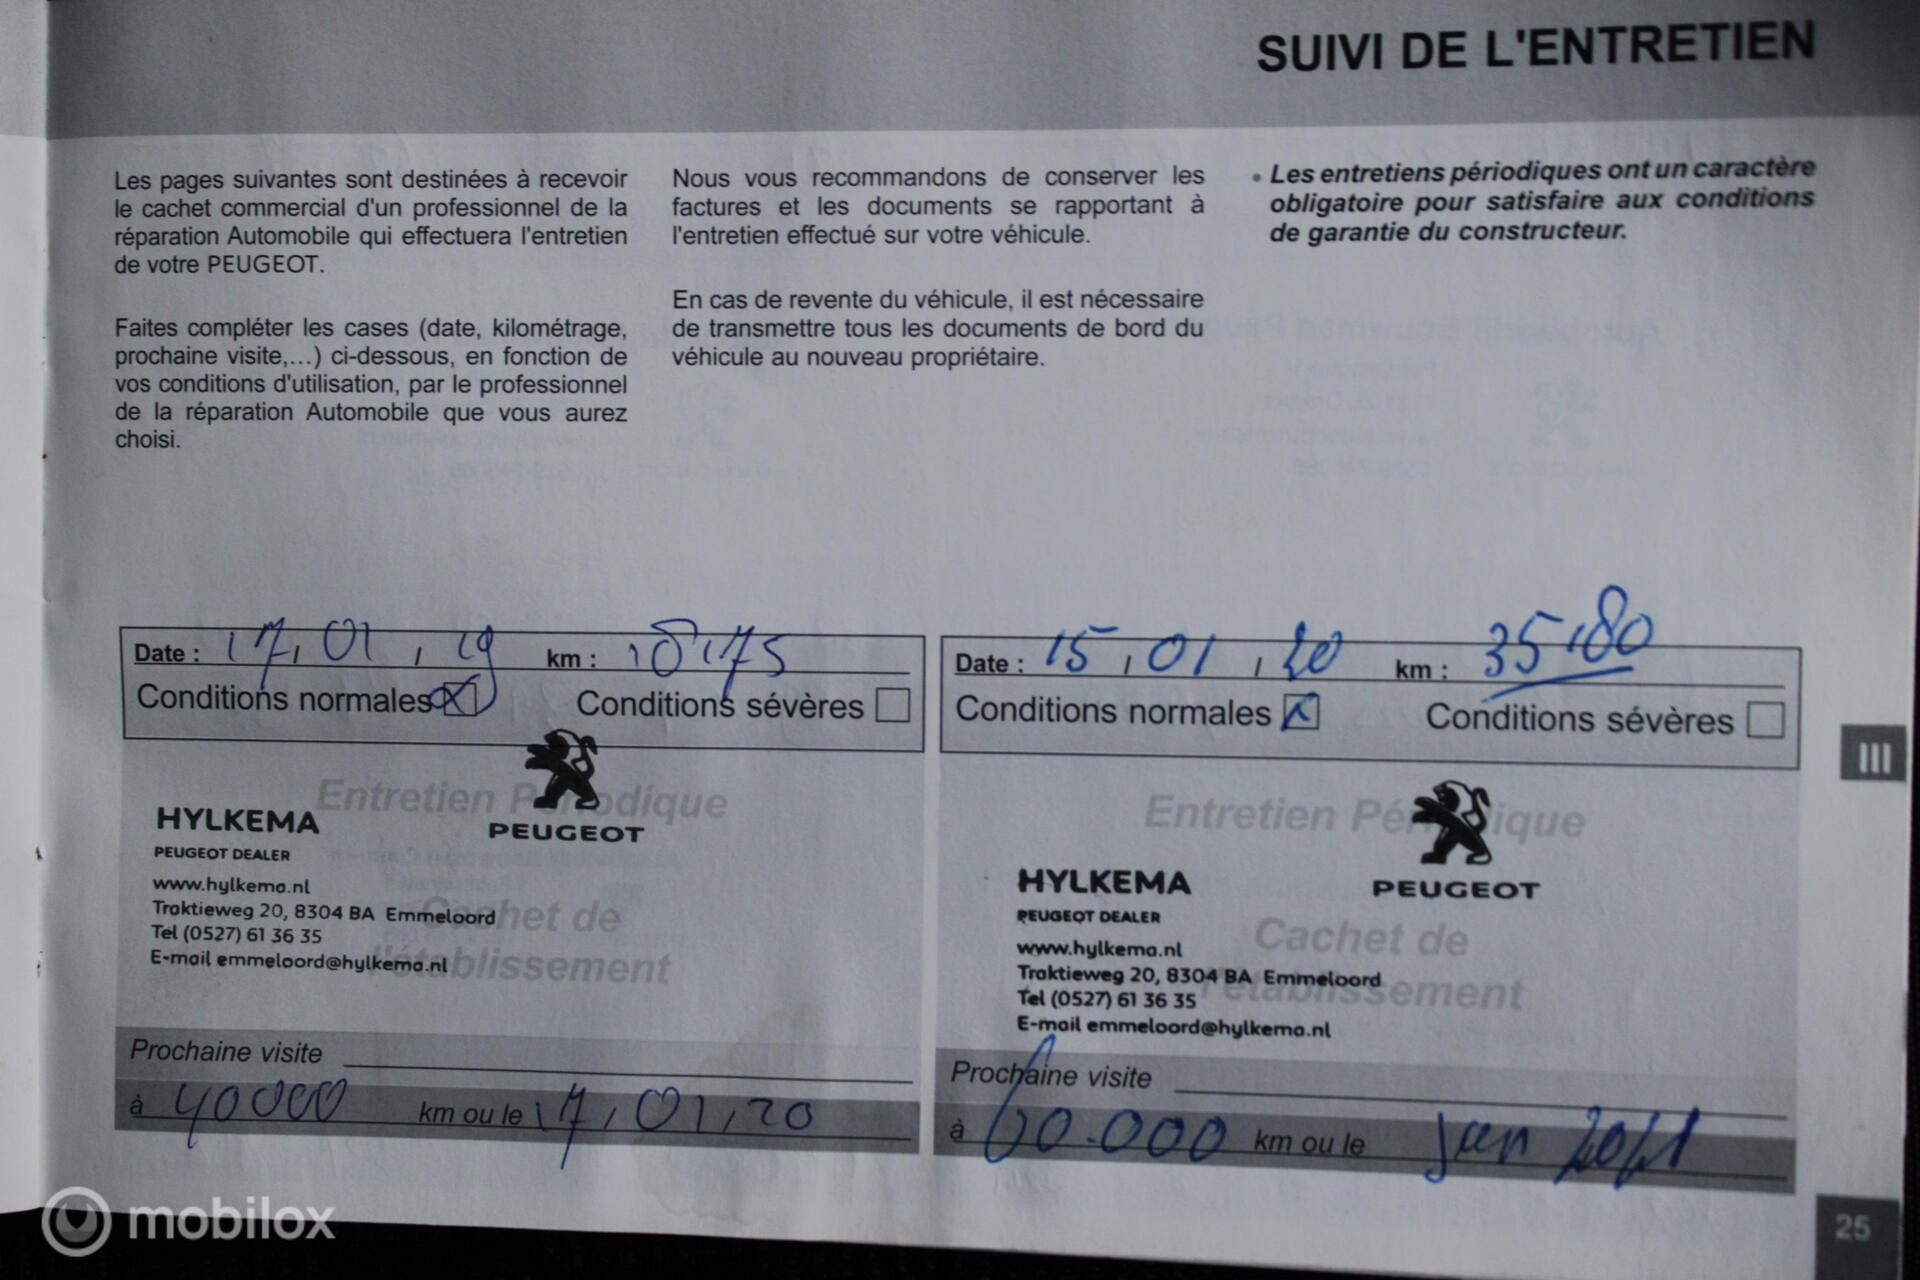 SUIVI DE L'ENTRETIEN
Les pages suivantes sont destinées à recevoir
le cachet commercial d'un professionnel de la
réparation Automobile qui effectuera l'entretien
de votre PEUGEOT.
Faites compléter les cases (date, kilométrage,
prochaine visite,...) ci-dessous, en fonction de
vos conditions d'utilisation, par le professionnel
de la réparation Automobile que vous aurez
choisi.
Nous vous recommandons de conserver les
factures et les documents se rapportant à
l'entretien effectué sur votre véhicule.
En cas de revente du véhicule, il est nécessaire
de transmettre tous les documents de bord du
véhicule au nouveau propriétaire.
• Les entretiens périodiques ont un caractère
obligatoire pour satisfaire aux conditions
de garantie du constructeur.
Date : 17 / 01 / 19 km : 18175
Conditions normales Conditions sévères
Entretien Périodique
HYLKEMA
PEUGEOT
PEUGEOT DEALER
www.hylkema.nl
Traktieweg 20, 8304 BA Emmeloord
Tel (0527) 61 36 35
E-mail emmeloord@hylkema.nl
Cachet de
l'établissement
Prochaine visite
à 40000 km ou le 17 / 01 / 20
Date : 15 / 01 / 20 km : 35180
Conditions normales Conditions sévères
Entretien Périodique
PEUGEOT
HYLKEMA
PEUGEOT DEALER
www.hylkema.nl
Traktieweg 20, 8304 BA Emmeloord
Tel (0527) 61 36 35
E-mail emmeloord@hylkema.nl
Cachet de
l'établissement
Prochaine visite
à 60.000 km ou le Jan 2021
III
25
mobilox